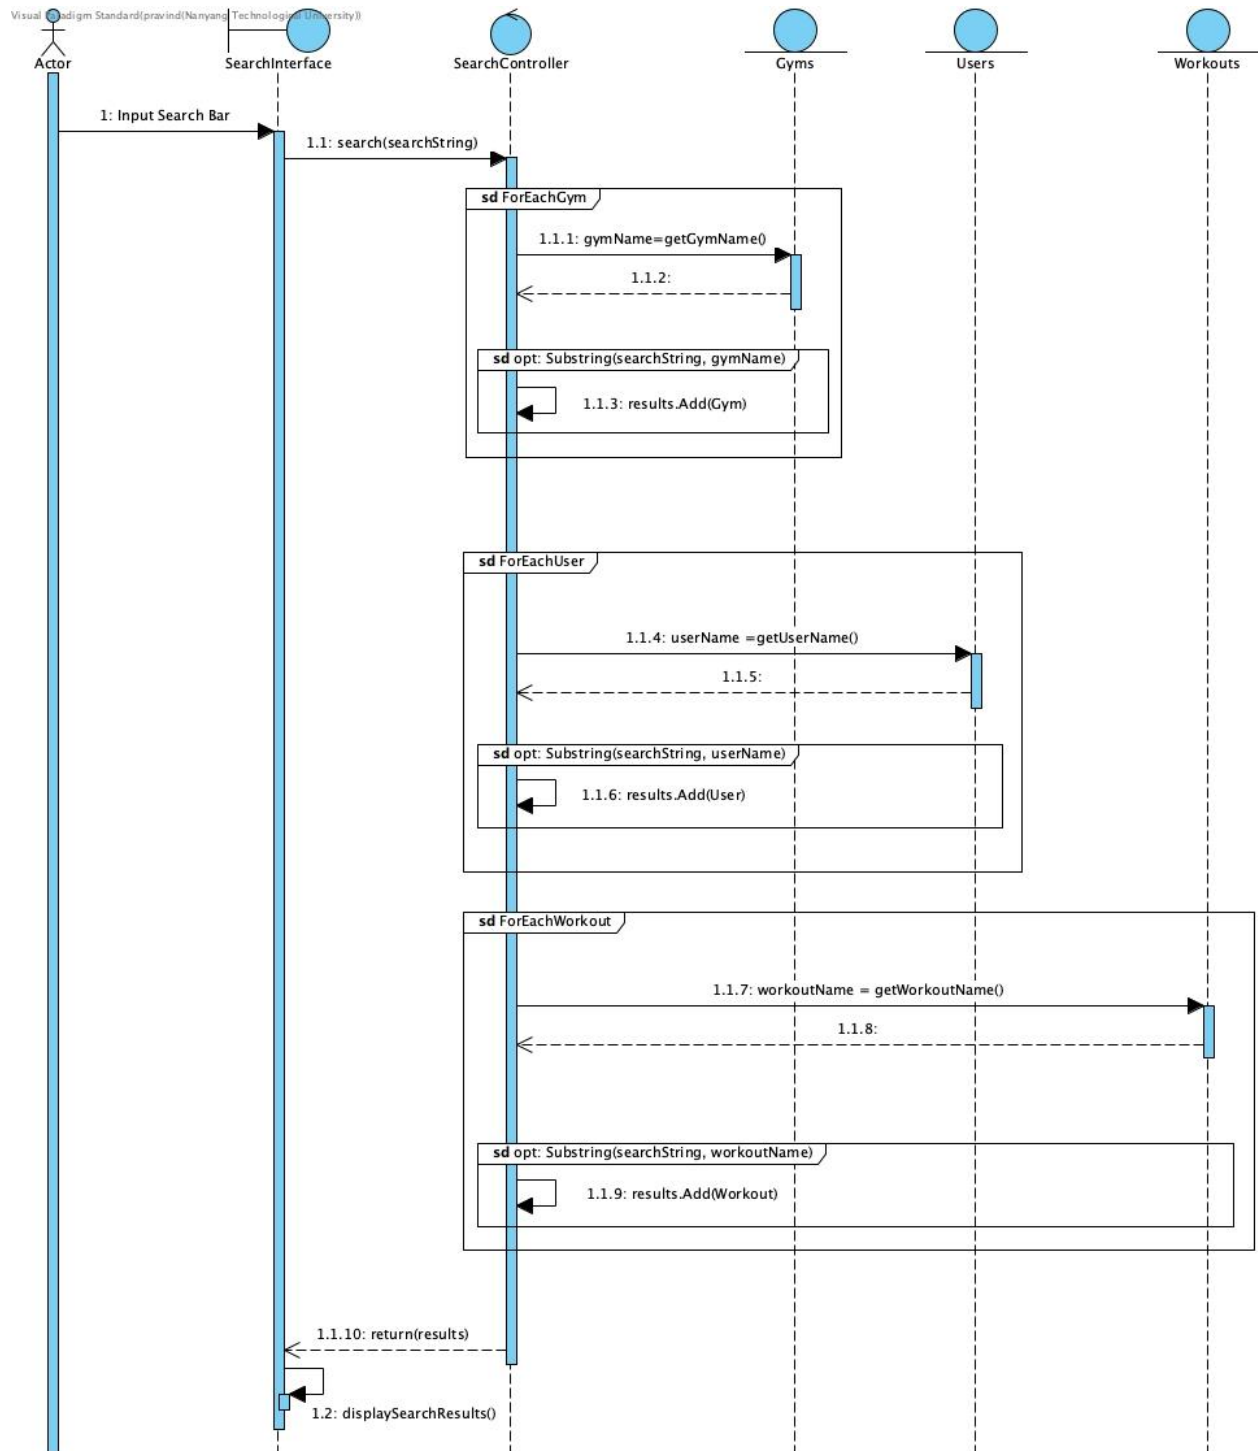 Visual Paradigm Standard(pravind(Nanyang Technological University))
Actor
SearchInterface
SearchController
Gyms
Users
Workouts
1: Input Search Bar
1.1: search(searchString)
sd ForEachGym
1.1.1: gymName=getGymName()
1.1.2:
sd opt: Substring(searchString, gymName)
1.1.3: results.Add(Gym)
sd ForEachUser
1.1.4: userName =getUserName()
1.1.5:
sd opt: Substring(searchString, userName)
1.1.6: results.Add(User)
sd ForEachWorkout
1.1.7: workoutName = getWorkoutName()
1.1.8:
sd opt: Substring(searchString, workoutName)
1.1.9: results.Add(Workout)
1.1.10: return(results)
1.2: displaySearchResults()